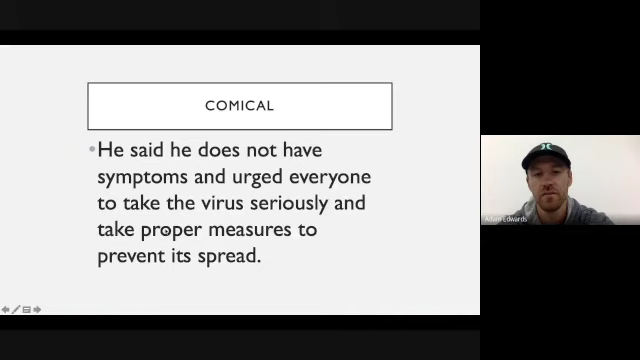 COMICAL
•He said he does not have
symptoms and urged everyone
to take the virus seriously and
take proper measures to
prevent its spread.
Adam Edwards